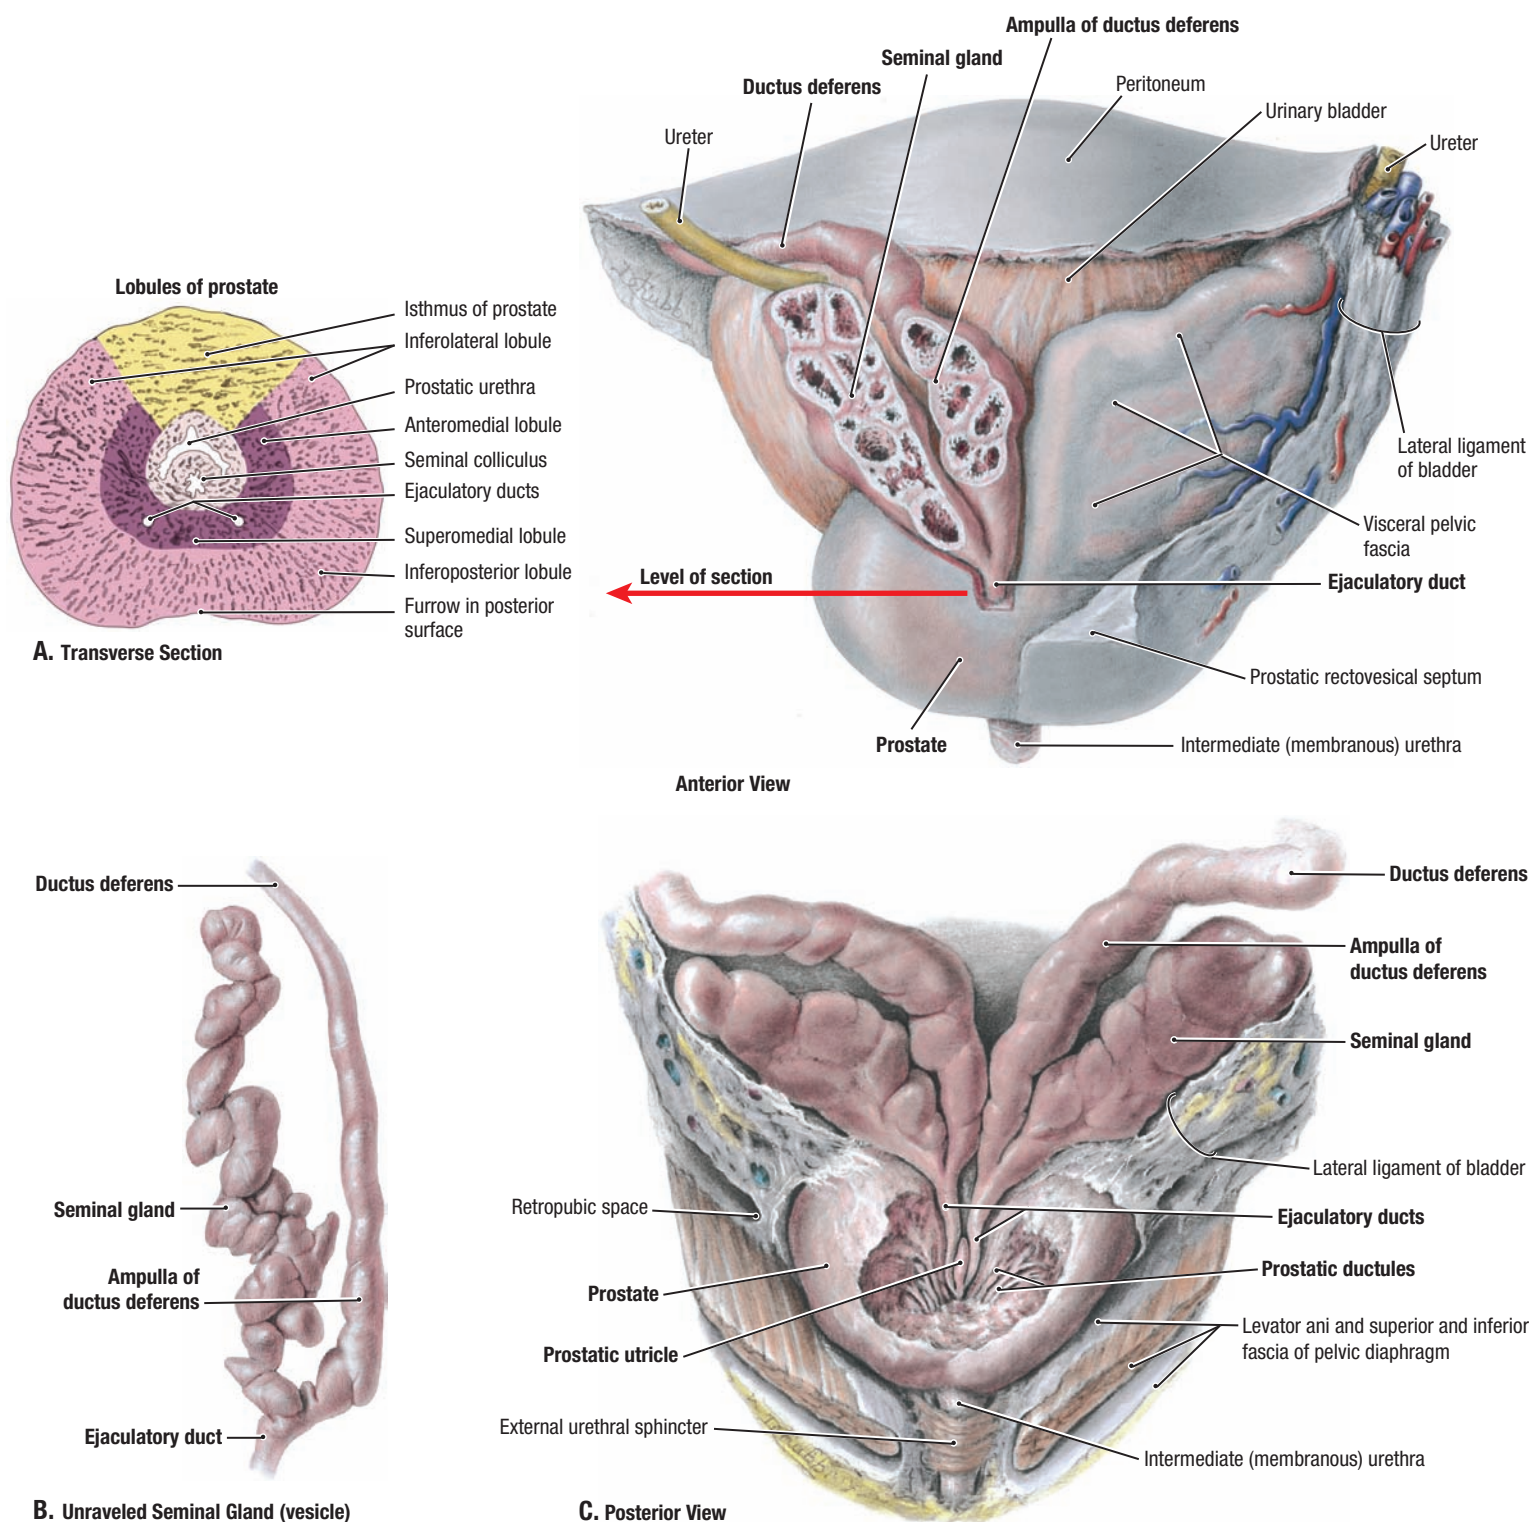 Ampulla of ductus deferens
Seminal gland
Ductus deferens
Peritoneum
Urinary bladder
Ureter
Ureter
Lobules of prostate
Isthmus of prostate
Inferolateral lobule
Prostatic urethra
Anteromedial lobule
Seminal colliculus
Ejaculatory ducts
Superomedial lobule
Inferoposterior lobule
Furrow in posterior
surface
A. Transverse Section
Lateral ligament
of bladder
Visceral pelvic
fascia
Level of section
Ejaculatory duct
Prostatic rectovesical septum
Prostate
Intermediate (membranous) urethra
Anterior View
Ductus deferens
Seminal gland
Ampulla of
ductus deferens
Ejaculatory duct
B. Unraveled Seminal Gland (vesicle)
Ductus deferens
Ampulla of
ductus deferens
Seminal gland
Lateral ligament of bladder
Retropubic space
Ejaculatory ducts
Prostate
Prostatic ductules
Prostatic utricle
Levator ani and superior and inferior
fascia of pelvic diaphragm
External urethral sphincter
Intermediate (membranous) urethra
C. Posterior View